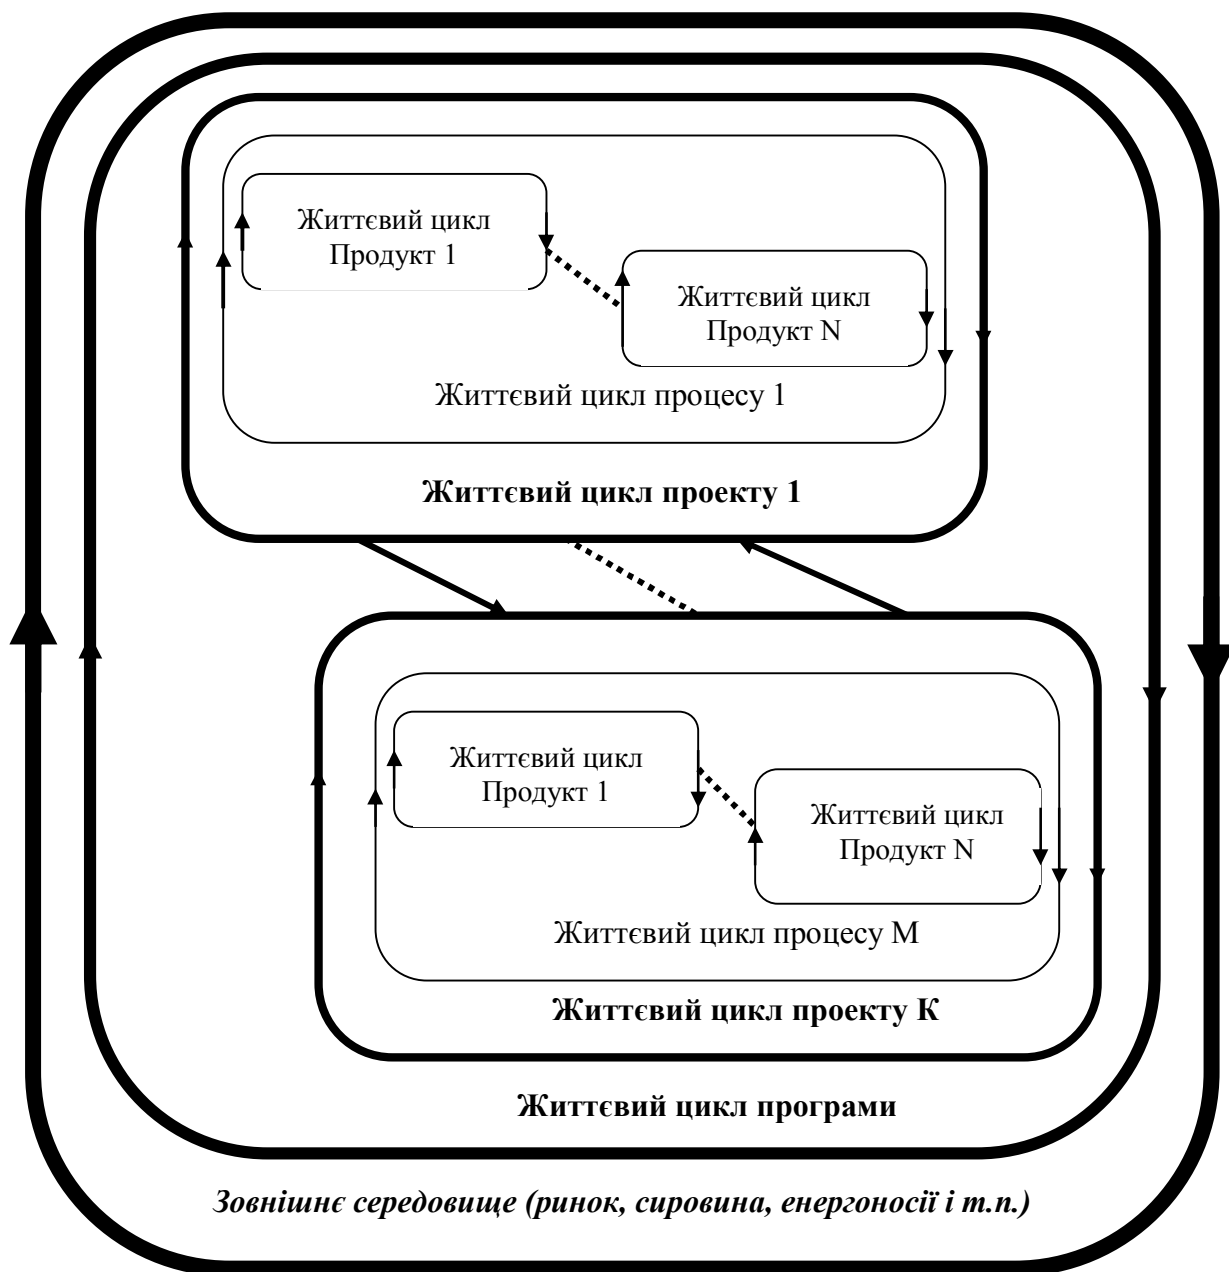 Життєвий цикл
Продукт 1
Життєвий цикл
Продукт N
Життєвий цикл процесу 1
Життєвий цикл проекту 1
Життєвий цикл
Продукт 1
Життєвий цикл
Продукт N
Життєвий цикл процесу М
Життєвий цикл проекту К
Життєвий цикл програми
Зовнішнє середовище (ринок, сировина, енергоносії і т.п.)